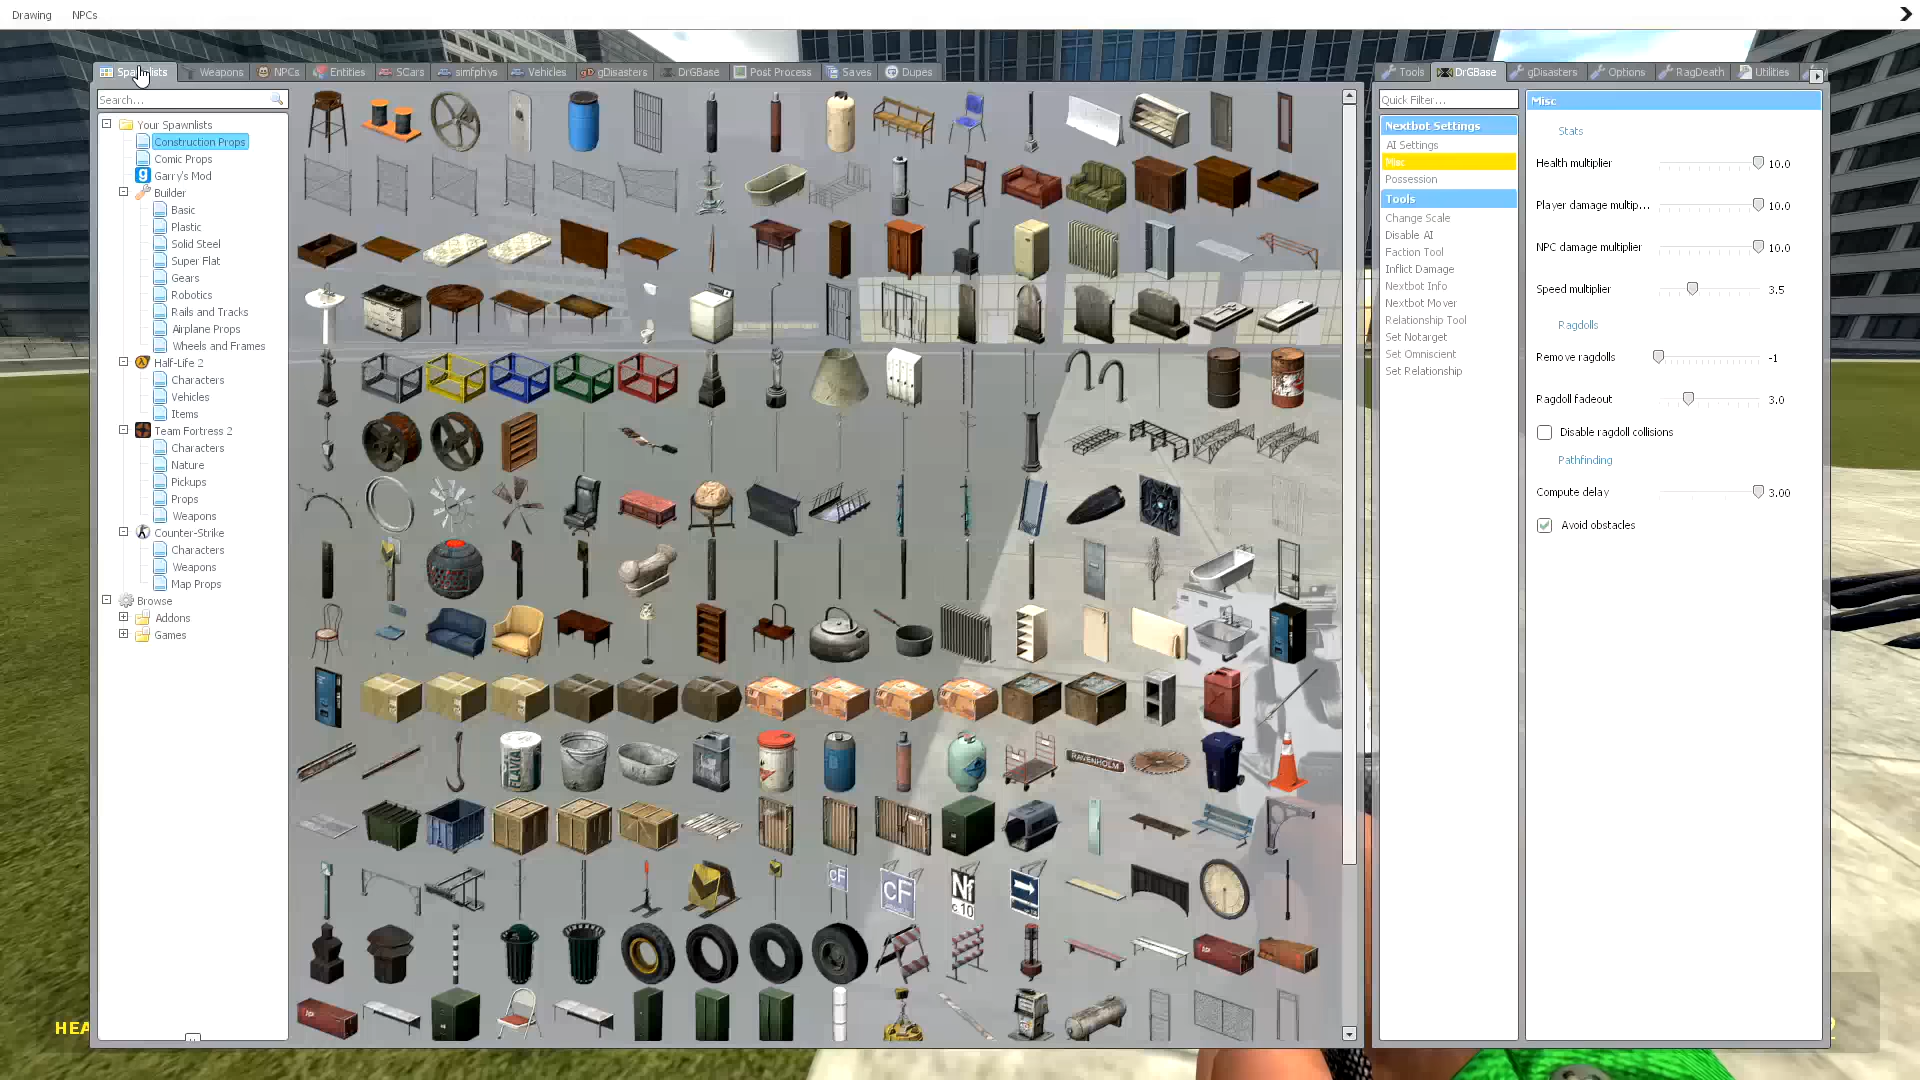 Drawing NPCs
Spawnlists Weapons NPCs Entities SCars simfphys Vehicles gDisasters DrGBase Post Process Saves Dupes
Tools DrGBase gDisasters Options RagDeath Utilities
Search...
Your Spawnlists
Construction Props
Comic Props
Garry's Mod
Builder
Basic
Plastic
Solid Steel
Super Flat
Gears
Robotics
Rails and Tracks
Airplane Props
Wheels and Frames
Half-Life 2
Characters
Vehicles
Items
Team Fortress 2
Characters
Nature
Pickups
Props
Weapons
Counter-Strike
Characters
Weapons
Map Props
Browse
Addons
Games
RAVENHOLM
cF
cF
Nf
c 10
HEA
Quick Filter...
Nextbot Settings
AI Settings
Misc
Possession
Tools
Change Scale
Disable AI
Faction Tool
Inflict Damage
Nextbot Info
Nextbot Mover
Relationship Tool
Set Notarget
Set Omniscient
Set Relationship
Misc
Stats
Health multiplier 10.0
Player damage multip... 10.0
NPC damage multiplier 10.0
Speed multiplier 3.5
Ragdolls
Remove ragdolls -1
Ragdoll fadeout 3.0
Disable ragdoll collisions
Pathfinding
Compute delay 3.00
Avoid obstacles